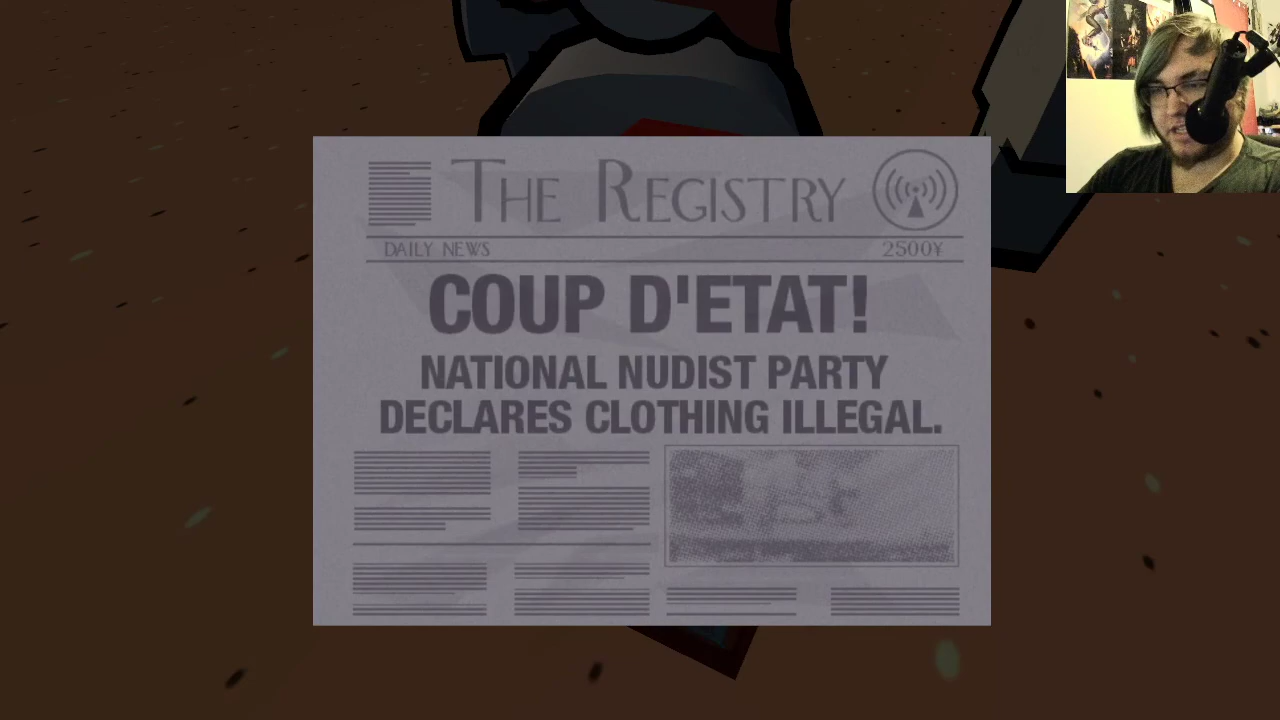 THE REGISTRY
DAILY NEWS 2500¥
COUP D'ETAT!
NATIONAL NUDIST PARTY
DECLARES CLOTHING ILLEGAL.